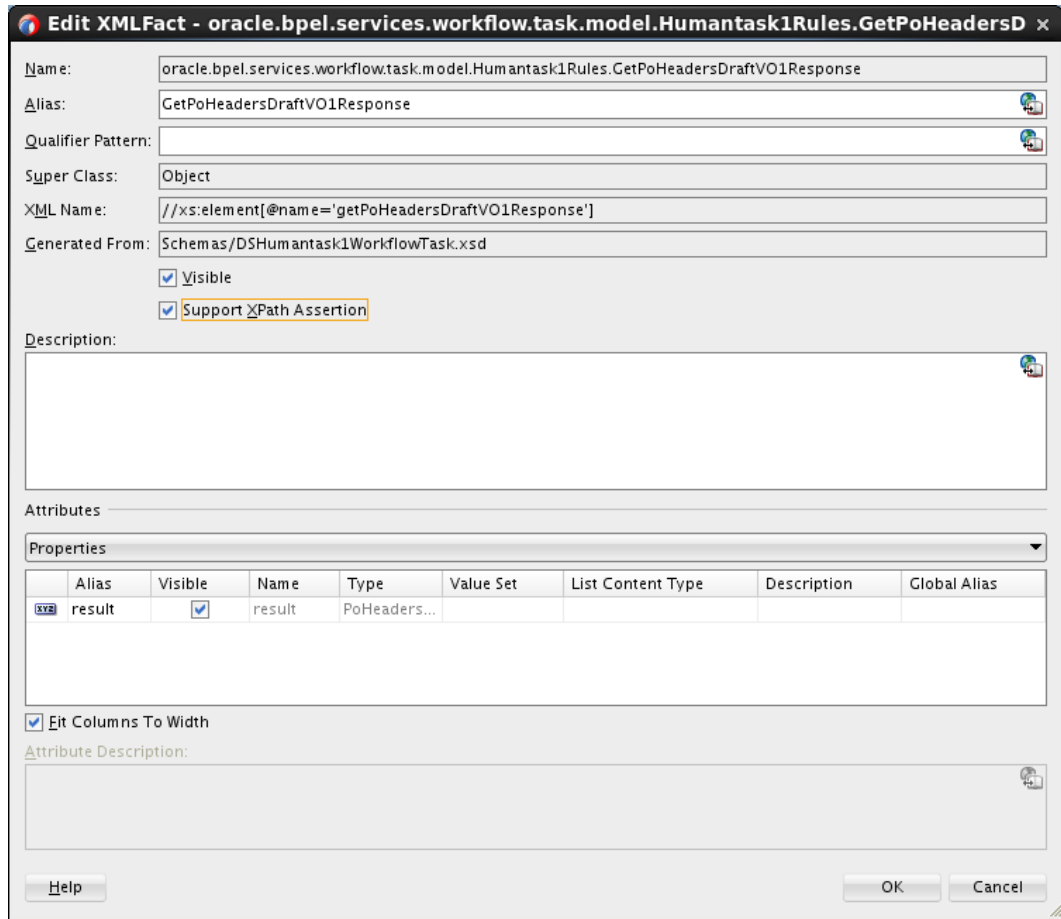 Edit XMLFact - oracle.bpel.services.workflow.task.model.Humantask1Rules.GetPoHeadersD ×
Name: oracle.bpel.services.workflow.task.model.Humantask1Rules.GetPoHeadersDraftVO1Response
Alias: GetPoHeadersDraftVO1Response
Qualifier Pattern:
Super Class: Object
XML Name: //xs:element[@name='getPoHeadersDraftVO1Response']
Generated From: Schemas/DSHumantask1WorkflowTask.xsd
Visible
Support XPath Assertion
Description:
Attributes
Properties
Alias Visible Name Type Value Set List Content Type Description Global Alias
XYZ result result PoHeaders...
Fit Columns To Width
Attribute Description:
Help OK Cancel